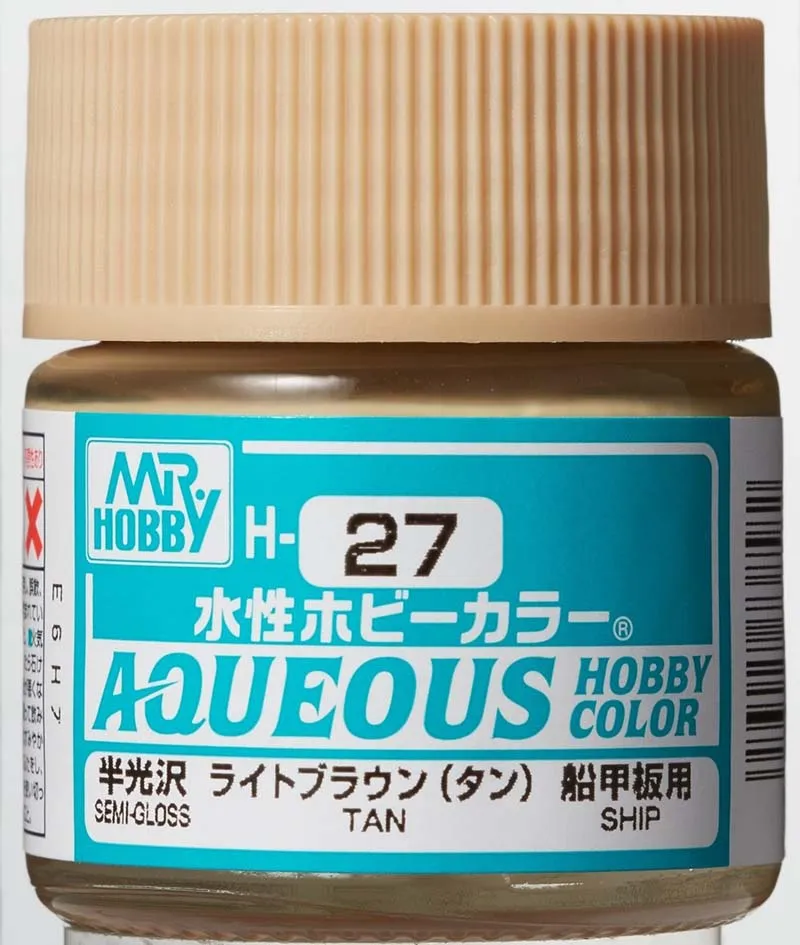 MR.
HOBBY
H-27
水性ホビーカラー®
AQUEOUS HOBBY
COLOR
半光沢 ライトブラウン(タン) 船甲板用
SEMI-GLOSS TAN SHIP
E6H7